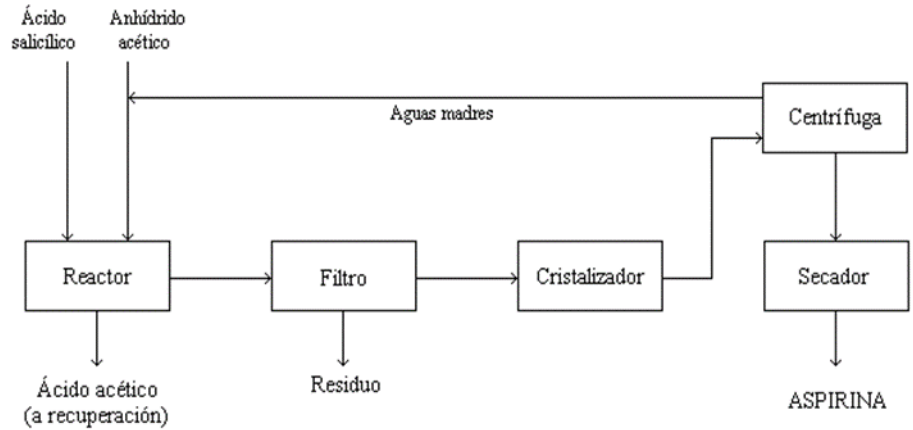 Ácido
salicílico
Anhídrido
acético
Aguas madres
Centrífuga
Reactor
Filtro
Cristalizador
Secador
Ácido acético
(a recuperación)
Residuo
ASPIRINA